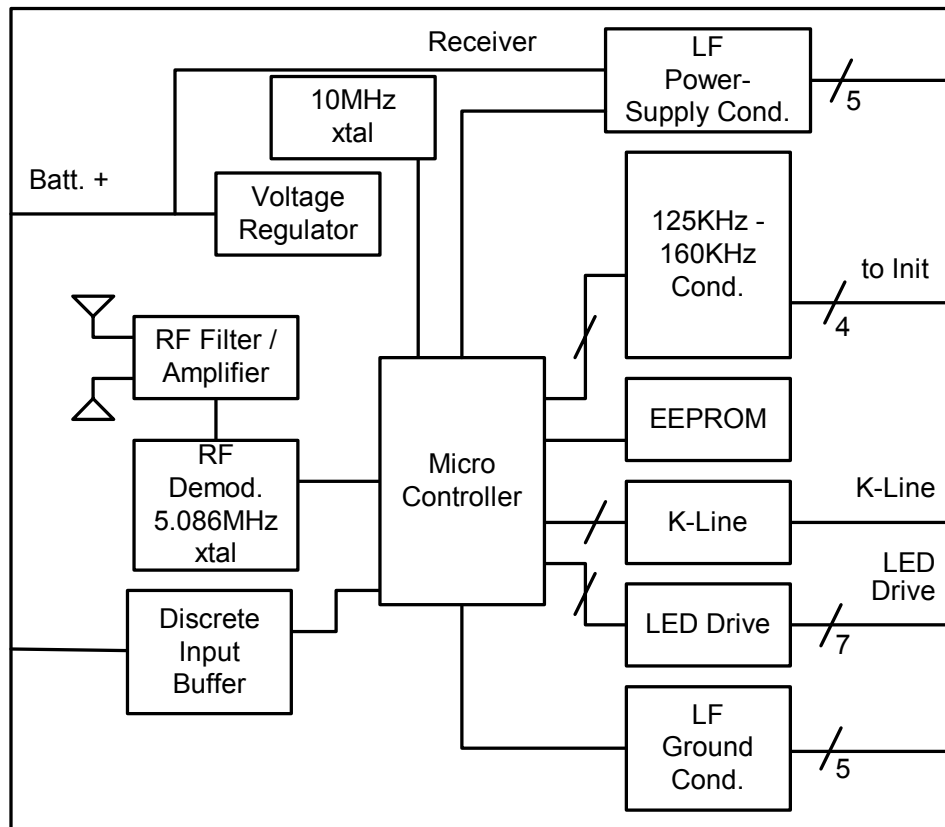 Receiver
LF
Power-
Supply Cond.
5
10MHz
xtal
Batt. +
Voltage
Regulator
125KHz -
160KHz
Cond.
to Init
4
RF Filter /
Amplifier
EEPROM
RF
Demod.
5.086MHz
xtal
Micro
Controller
K-Line
K-Line
LED
Drive
LED Drive
7
Discrete
Input
Buffer
LF
Ground
Cond.
5